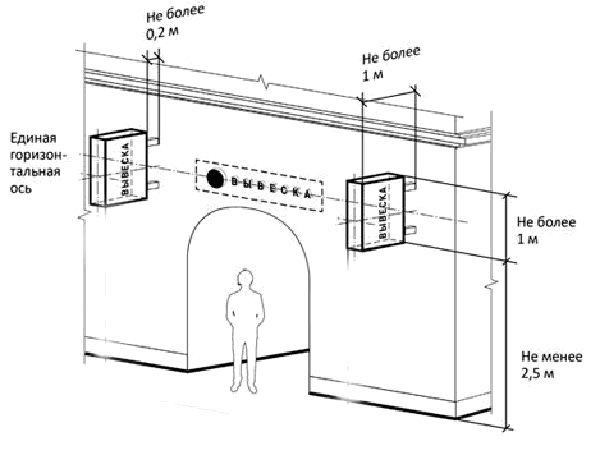 Не более
0,2 м
Не более
1 м
Единая
горизон-
тальная
ось
ВЫВЕСКА
ВЫВЕСКА
ВЫВЕСКА
Не более
1 м
Не менее
2,5 м